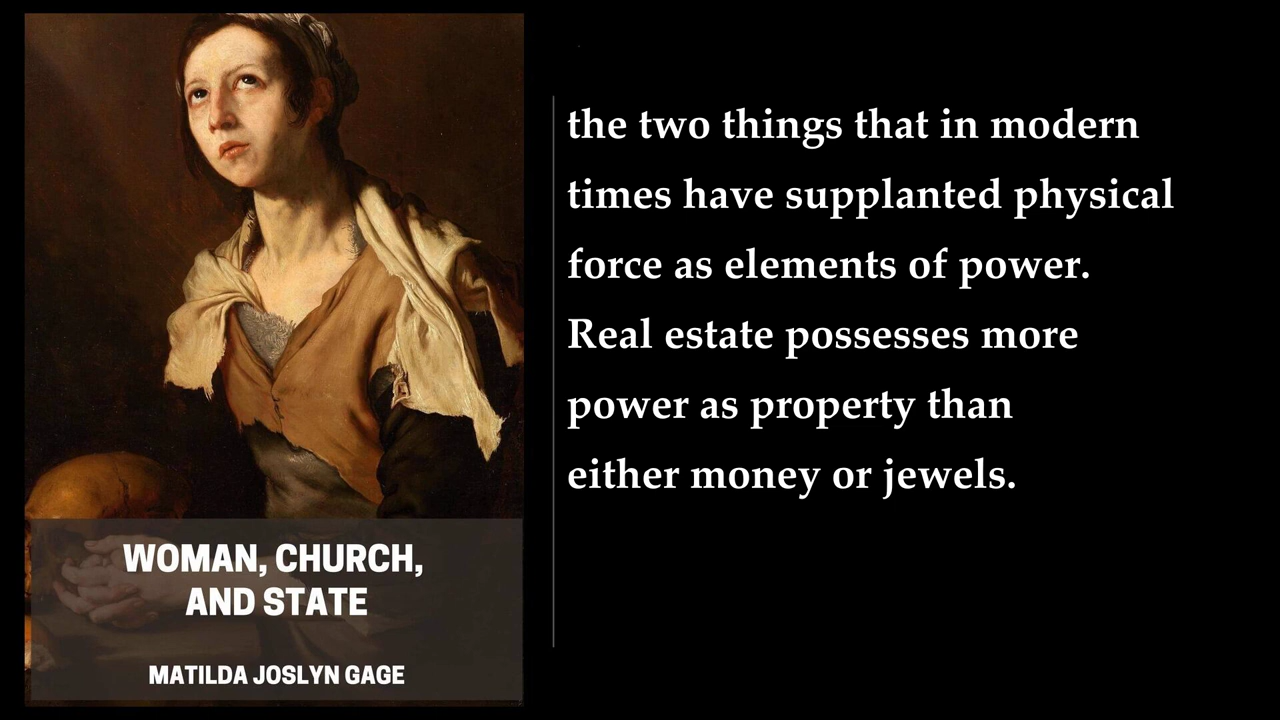 WOMAN, CHURCH,
AND STATE
MATILDA JOSLYN GAGE
the two things that in modern
times have supplanted physical
force as elements of power.
Real estate possesses more
power as property than
either money or jewels.